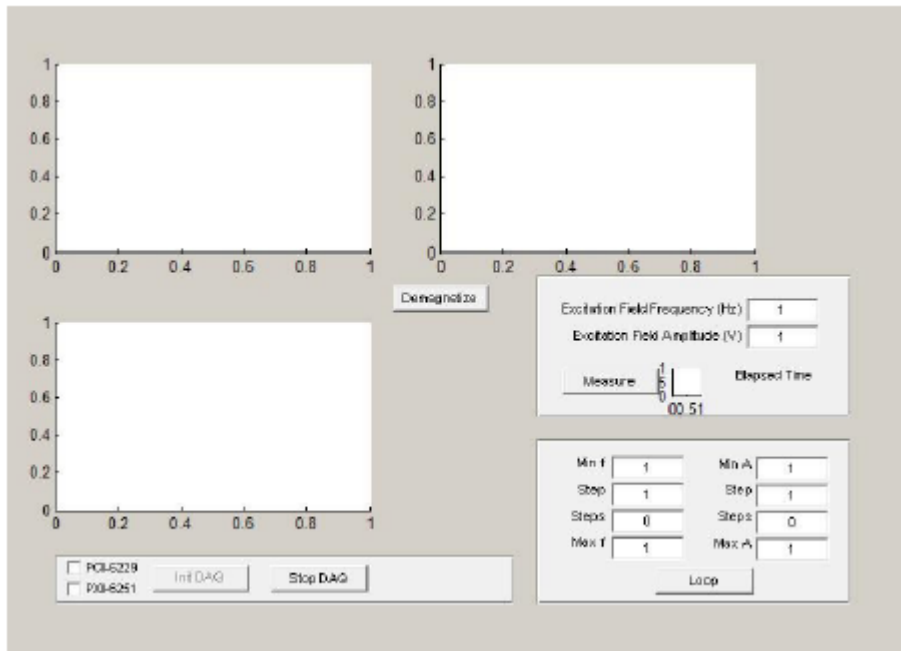 1
0.8
0.6
0.4
0.2
0
0 0.2 0.4 0.6 0.8 1
1
0.8
0.6
0.4
0.2
0
0 0.2 0.4 0.6 0.8 1
Demagnetize
1
0.8
0.6
0.4
0.2
0
0 0.2 0.4 0.6 0.8 1
Excitation Field Frequency (Hz) 1
Excitation Field Amplitude (V) 1
Measure
1
5
0
00.51
Elapsed Time
Min f 1 Min A 1
Step 1 Step 1
Steps 0 Steps 0
Max f 1 Max A 1
Loop
PCI-6229
PXI-6251
Init DAQ
Stop DAQ